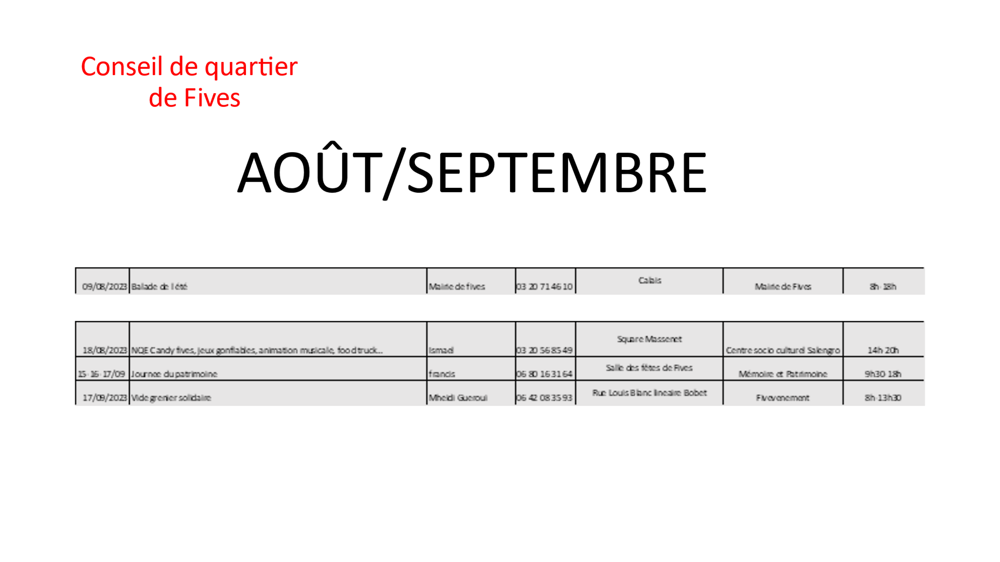 Conseil de quartier
de Fives
AOÛT/SEPTEMBRE
09/08/2023 Balade de l été Mairie de fives 03 20 71 46 10 Calais Mairie de Fives 8h-18h
18/08/2023 NQE Candy fives, jeux gonflables, animation musicale, food truck... Ismael 03 20 56 85 49 Square Massenet Centre socio culturel Salengro 14h-20h
15-16-17/09 Journee du patrimoine francis 06 80 16 31 64 Salle des fêtes de Fives Mémoire et Patrimoine 9h30-18h
17/09/2023 Vide grenier solidaire Mheidi Gueroui 06 42 08 35 93 Rue Louis Blanc lineaire Bobet Fivevenement 8h-13h30